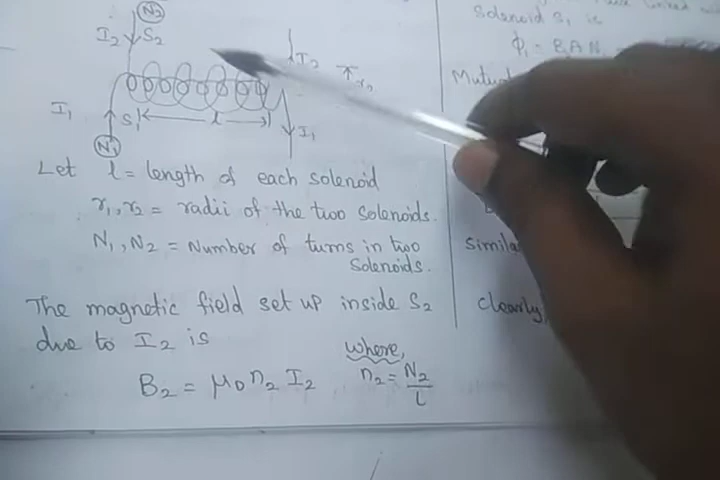 N2
I2 S2
I2
r2
I1 S1 l I1
N1
Let l = length of each solenoid
r1, r2 = radii of the two solenoids.
N1, N2 = Number of turns in two
solenoids.
The magnetic field set up inside S2
due to I2 is
where,
B2 = μ0 n2 I2 n2 = N2
l
solenoid S1 is
ϕ1 = B2 A N1
clearly,